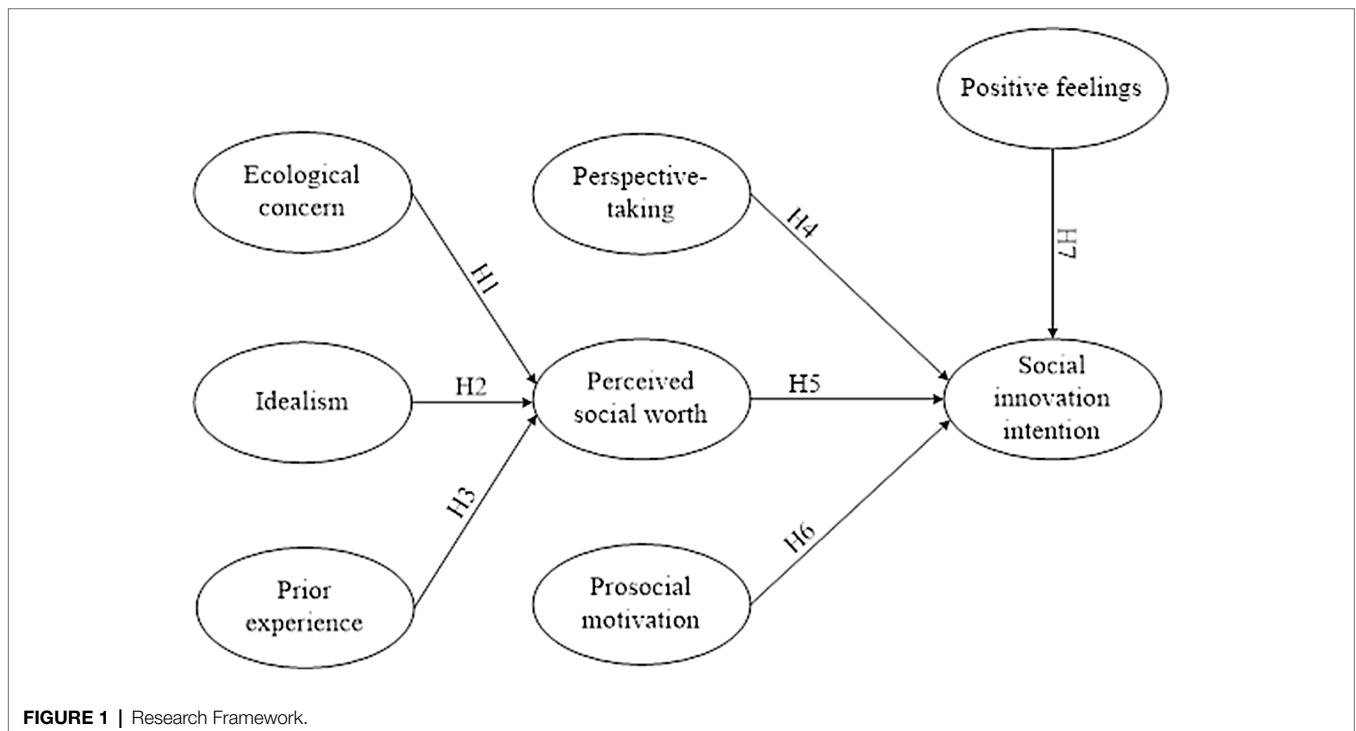 Positive feelings
Ecological
concern
Perspective-
taking
H1
H4
H7
Idealism
H2
Perceived
social worth
H5
Social
innovation
intention
H3
H6
Prior
experience
Prosocial
motivation
FIGURE 1 | Research Framework.